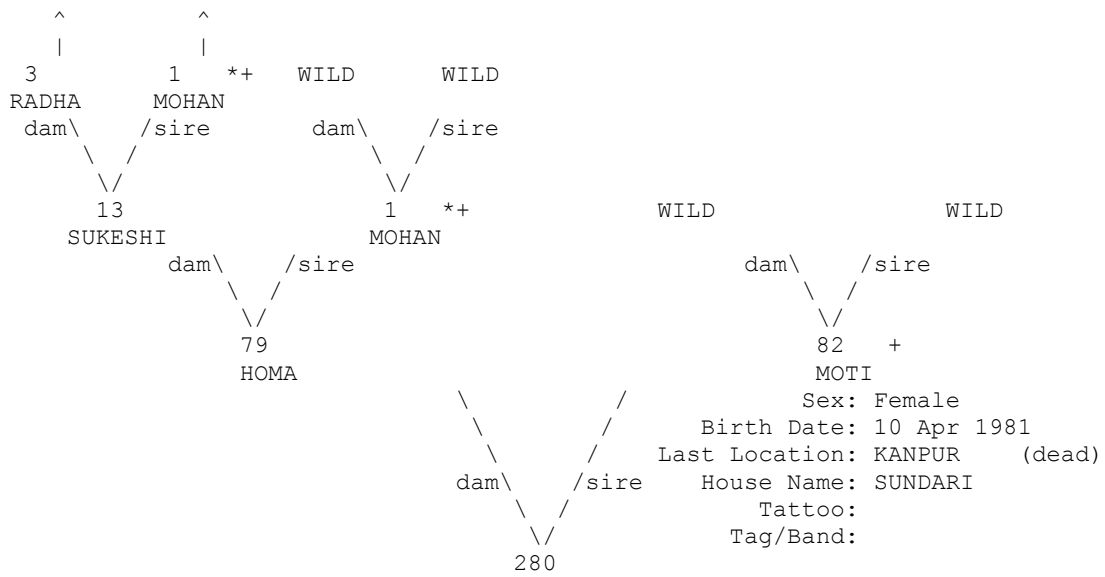 ^ ^
| |
3 1 *+ WILD WILD
RADHA MOHAN
dam\ /sire dam\ /sire
\ / \ /
\/ \/
13 1 *+ WILD WILD
SUKESHI MOHAN
dam\ /sire dam\ /sire
\ / \ /
\/ \/
79 82 +
HOMA MOTI
\ / Sex: Female
\ / Birth Date: 10 Apr 1981
\ / Last Location: KANPUR (dead)
dam\ /sire House Name: SUNDARI
\ / Tattoo:
\/ Tag/Band:
280